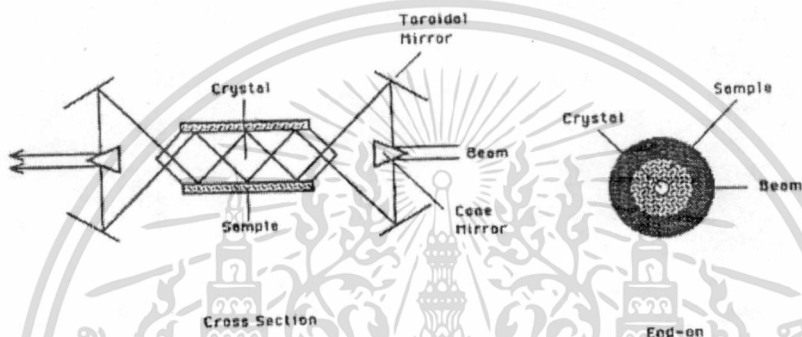 Toroidal
Mirror
Crystal
Beam
Sample
Cone
Mirror
Cross Section
Sample
Crystal
Beam
End-on